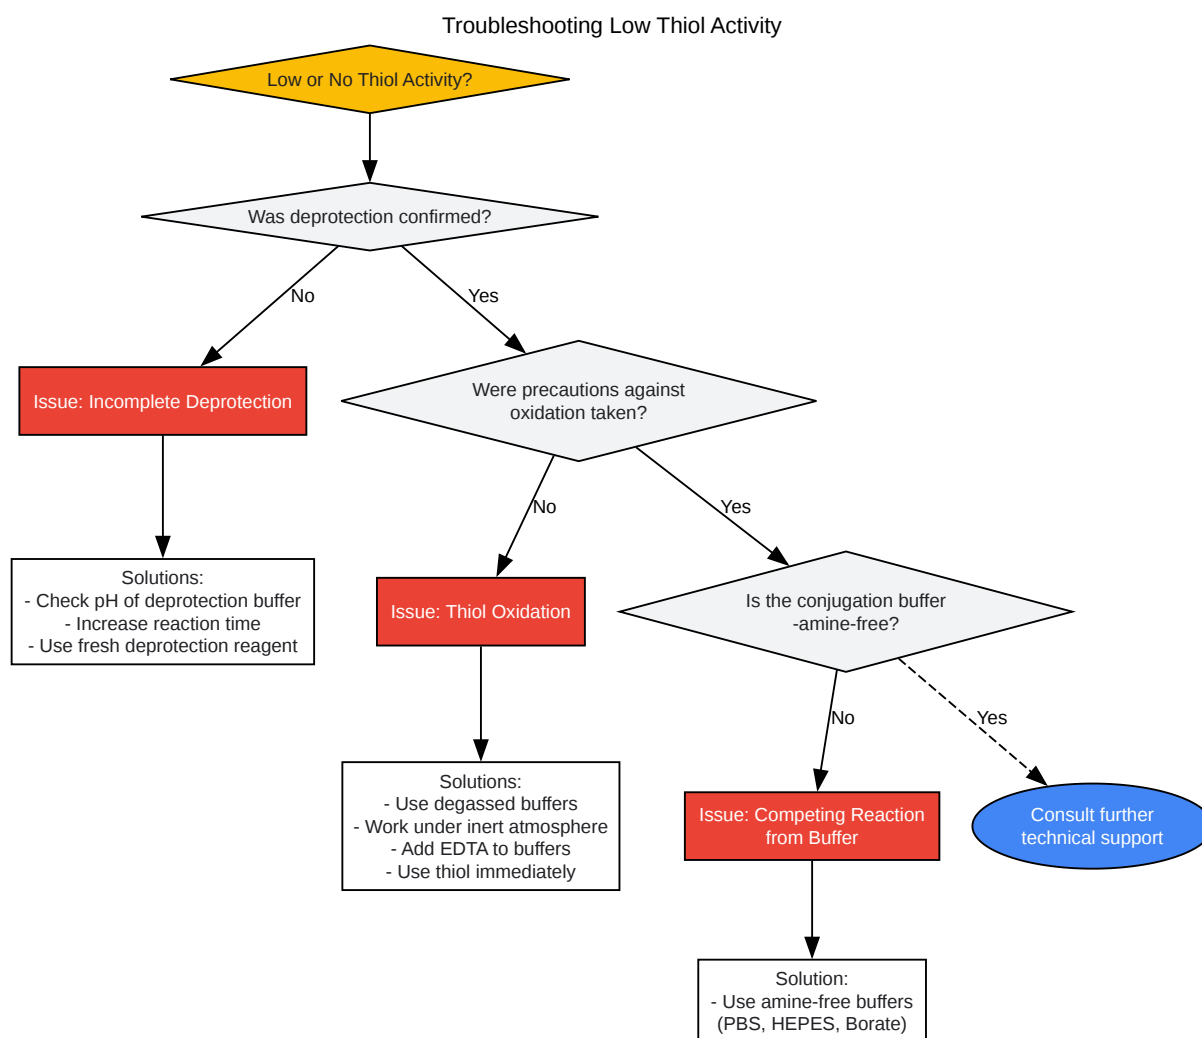 Troubleshooting Low Thiol Activity
Low or No Thiol Activity?
Was deprotection confirmed?
No
Yes
Issue: Incomplete Deprotection
Were precautions against
oxidation taken?
No
Yes
Solutions:
- Check pH of deprotection buffer
- Increase reaction time
- Use fresh deprotection reagent
Issue: Thiol Oxidation
Is the conjugation buffer
-amine-free?
No
Yes
Solutions:
- Use degassed buffers
- Work under inert atmosphere
- Add EDTA to buffers
- Use thiol immediately
Issue: Competing Reaction
from Buffer
Consult further
technical support
Solution:
- Use amine-free buffers
(PBS, HEPES, Borate)